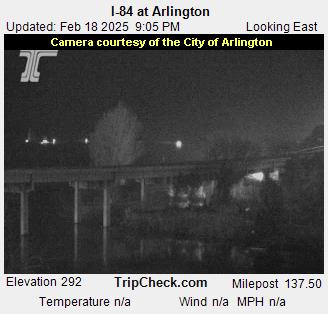 I-84 at Arlington
Updated: Feb 18 2025 9:05 PM Looking East
Camera courtesy of the City of Arlington
Elevation 292 TripCheck.com Milepost 137.50
Temperature n/a Wind n/a MPH n/a